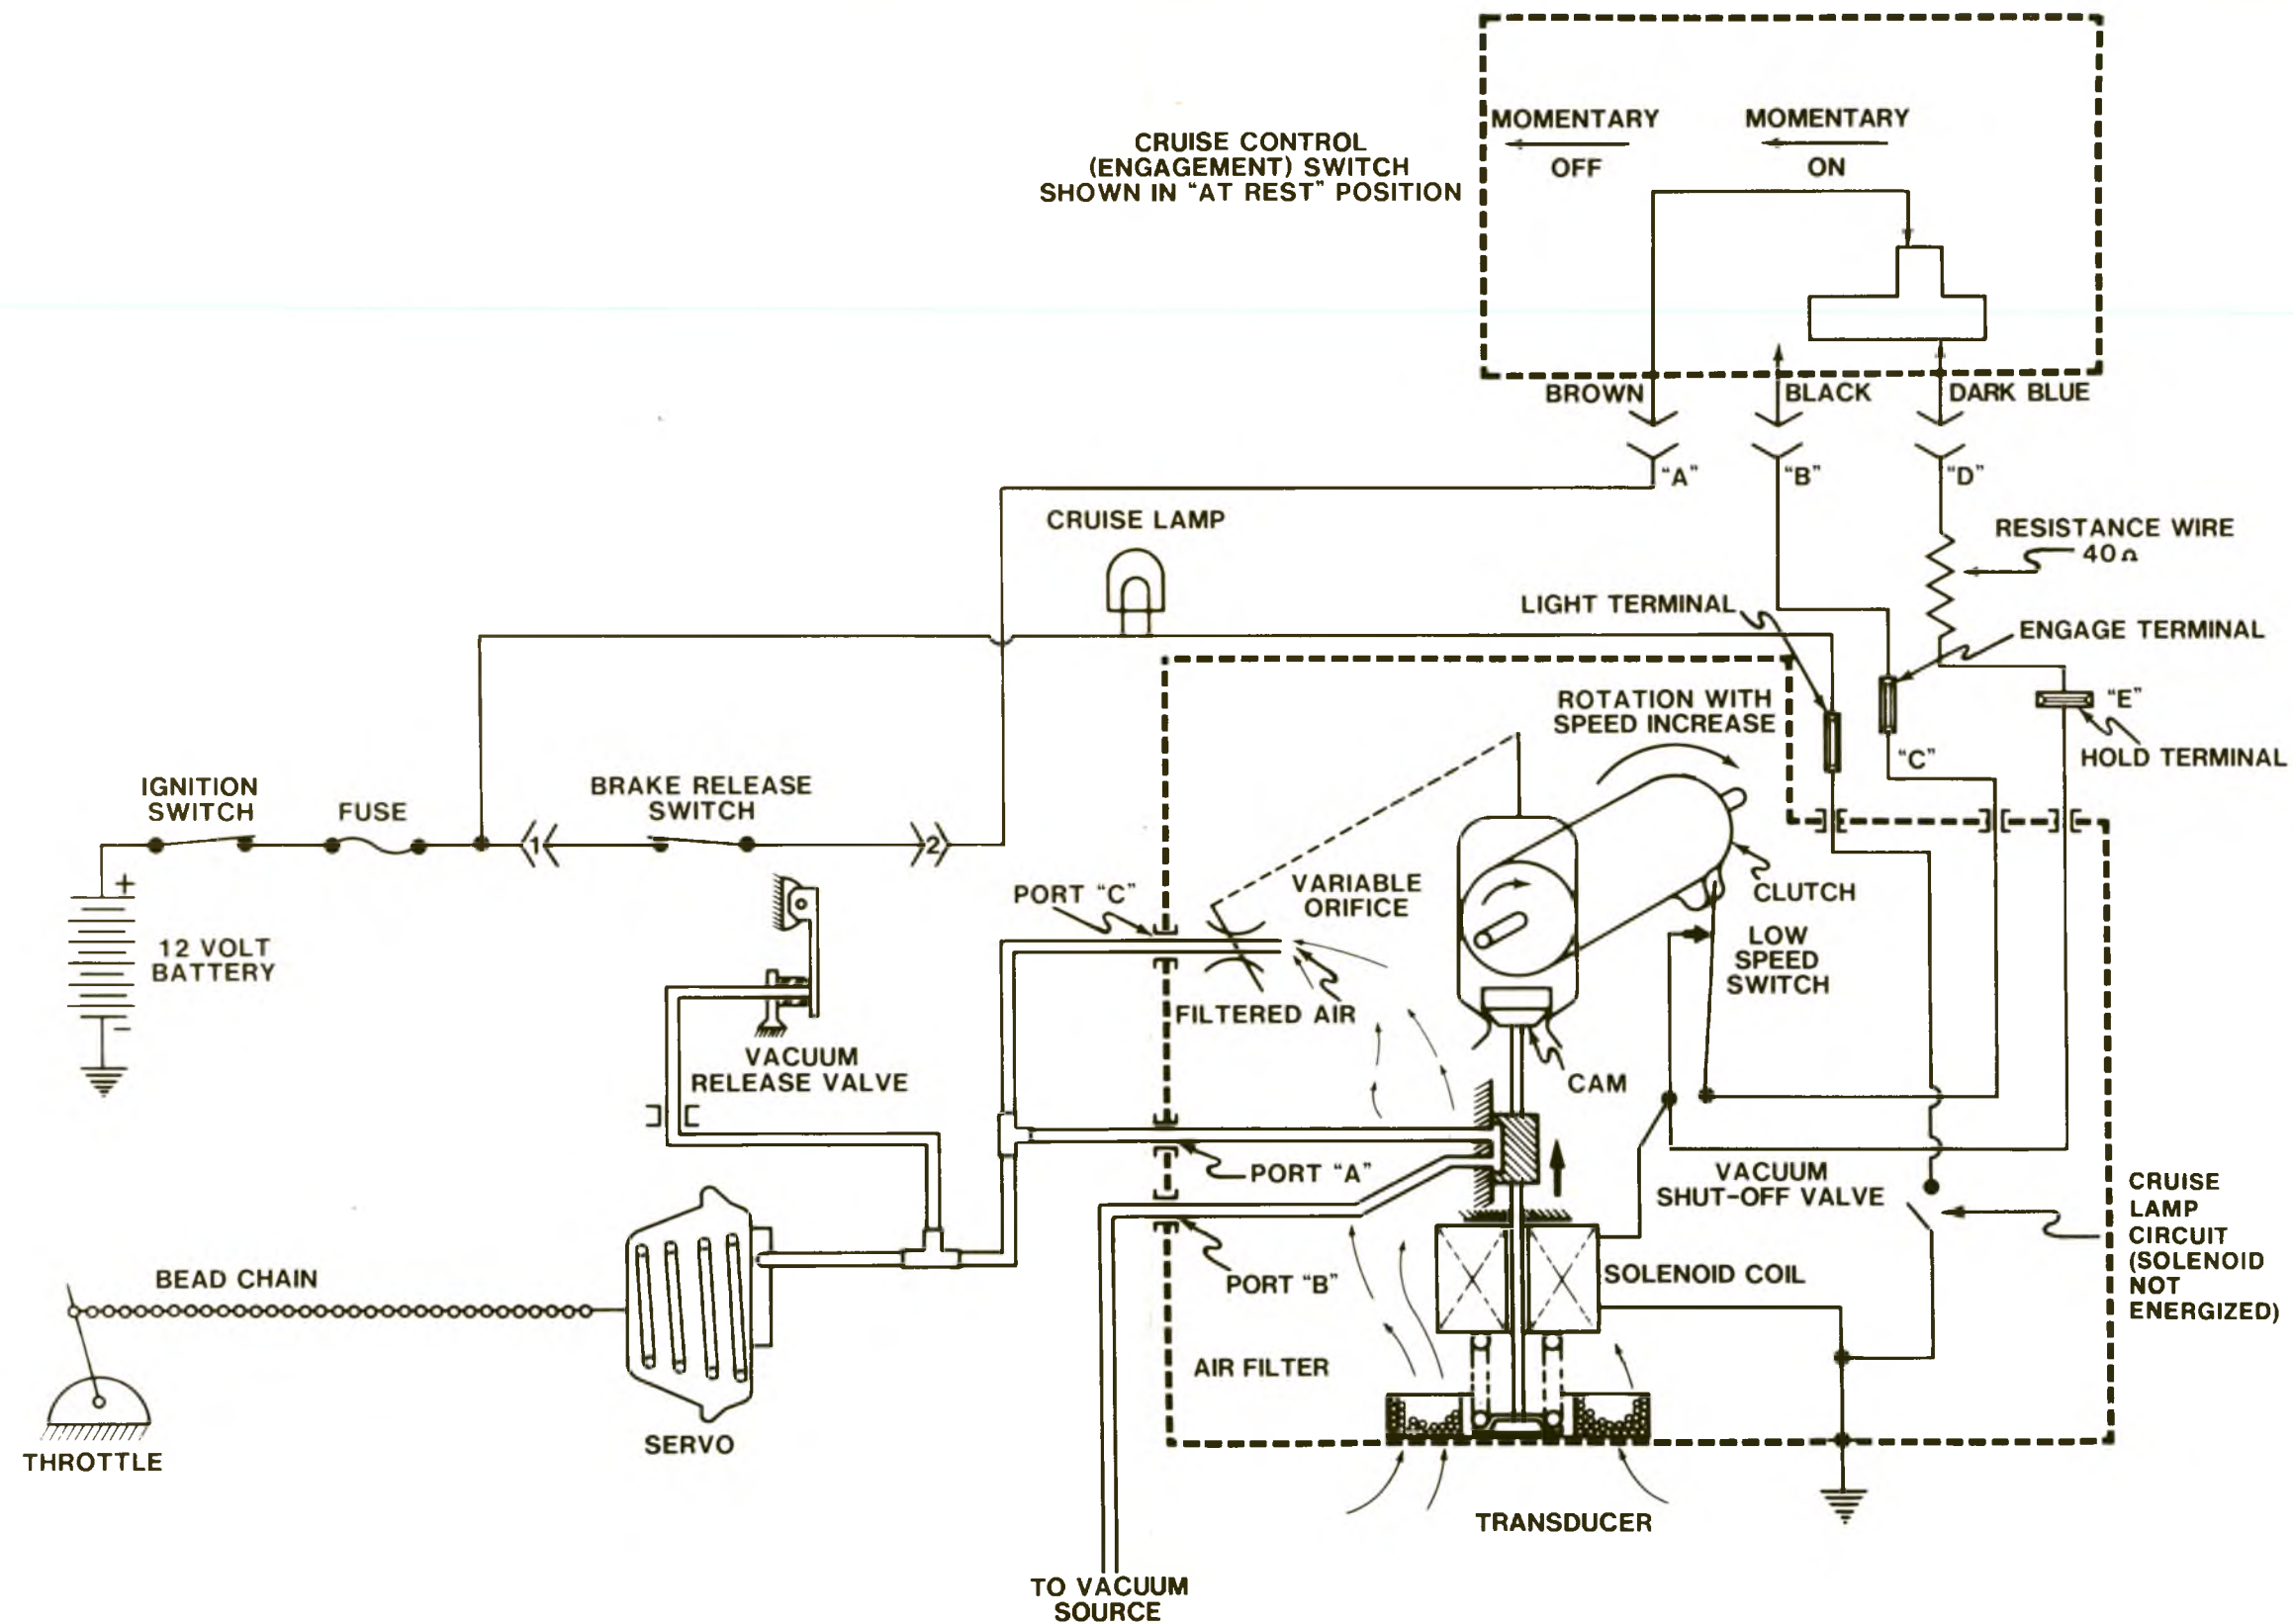 MOMENTARY
OFF
MOMENTARY
ON
CRUISE CONTROL
(ENGAGEMENT) SWITCH
SHOWN IN "AT REST" POSITION
BROWN
BLACK
DARK BLUE
"A"
"B"
"D"
CRUISE LAMP
RESISTANCE WIRE
40Ω
LIGHT TERMINAL
ENGAGE TERMINAL
"E"
HOLD TERMINAL
"C"
ROTATION WITH
SPEED INCREASE
IGNITION
SWITCH
FUSE
BRAKE RELEASE
SWITCH
1
2
+
-
12 VOLT
BATTERY
PORT "C"
VARIABLE
ORIFICE
CLUTCH
LOW
SPEED
SWITCH
FILTERED AIR
VACUUM
RELEASE VALVE
CAM
PORT "A"
VACUUM
SHUT-OFF VALVE
CRUISE
LAMP
CIRCUIT
(SOLENOID
NOT
ENERGIZED)
BEAD CHAIN
PORT "B"
SOLENOID COIL
AIR FILTER
SERVO
THROTTLE
TRANSDUCER
TO VACUUM
SOURCE